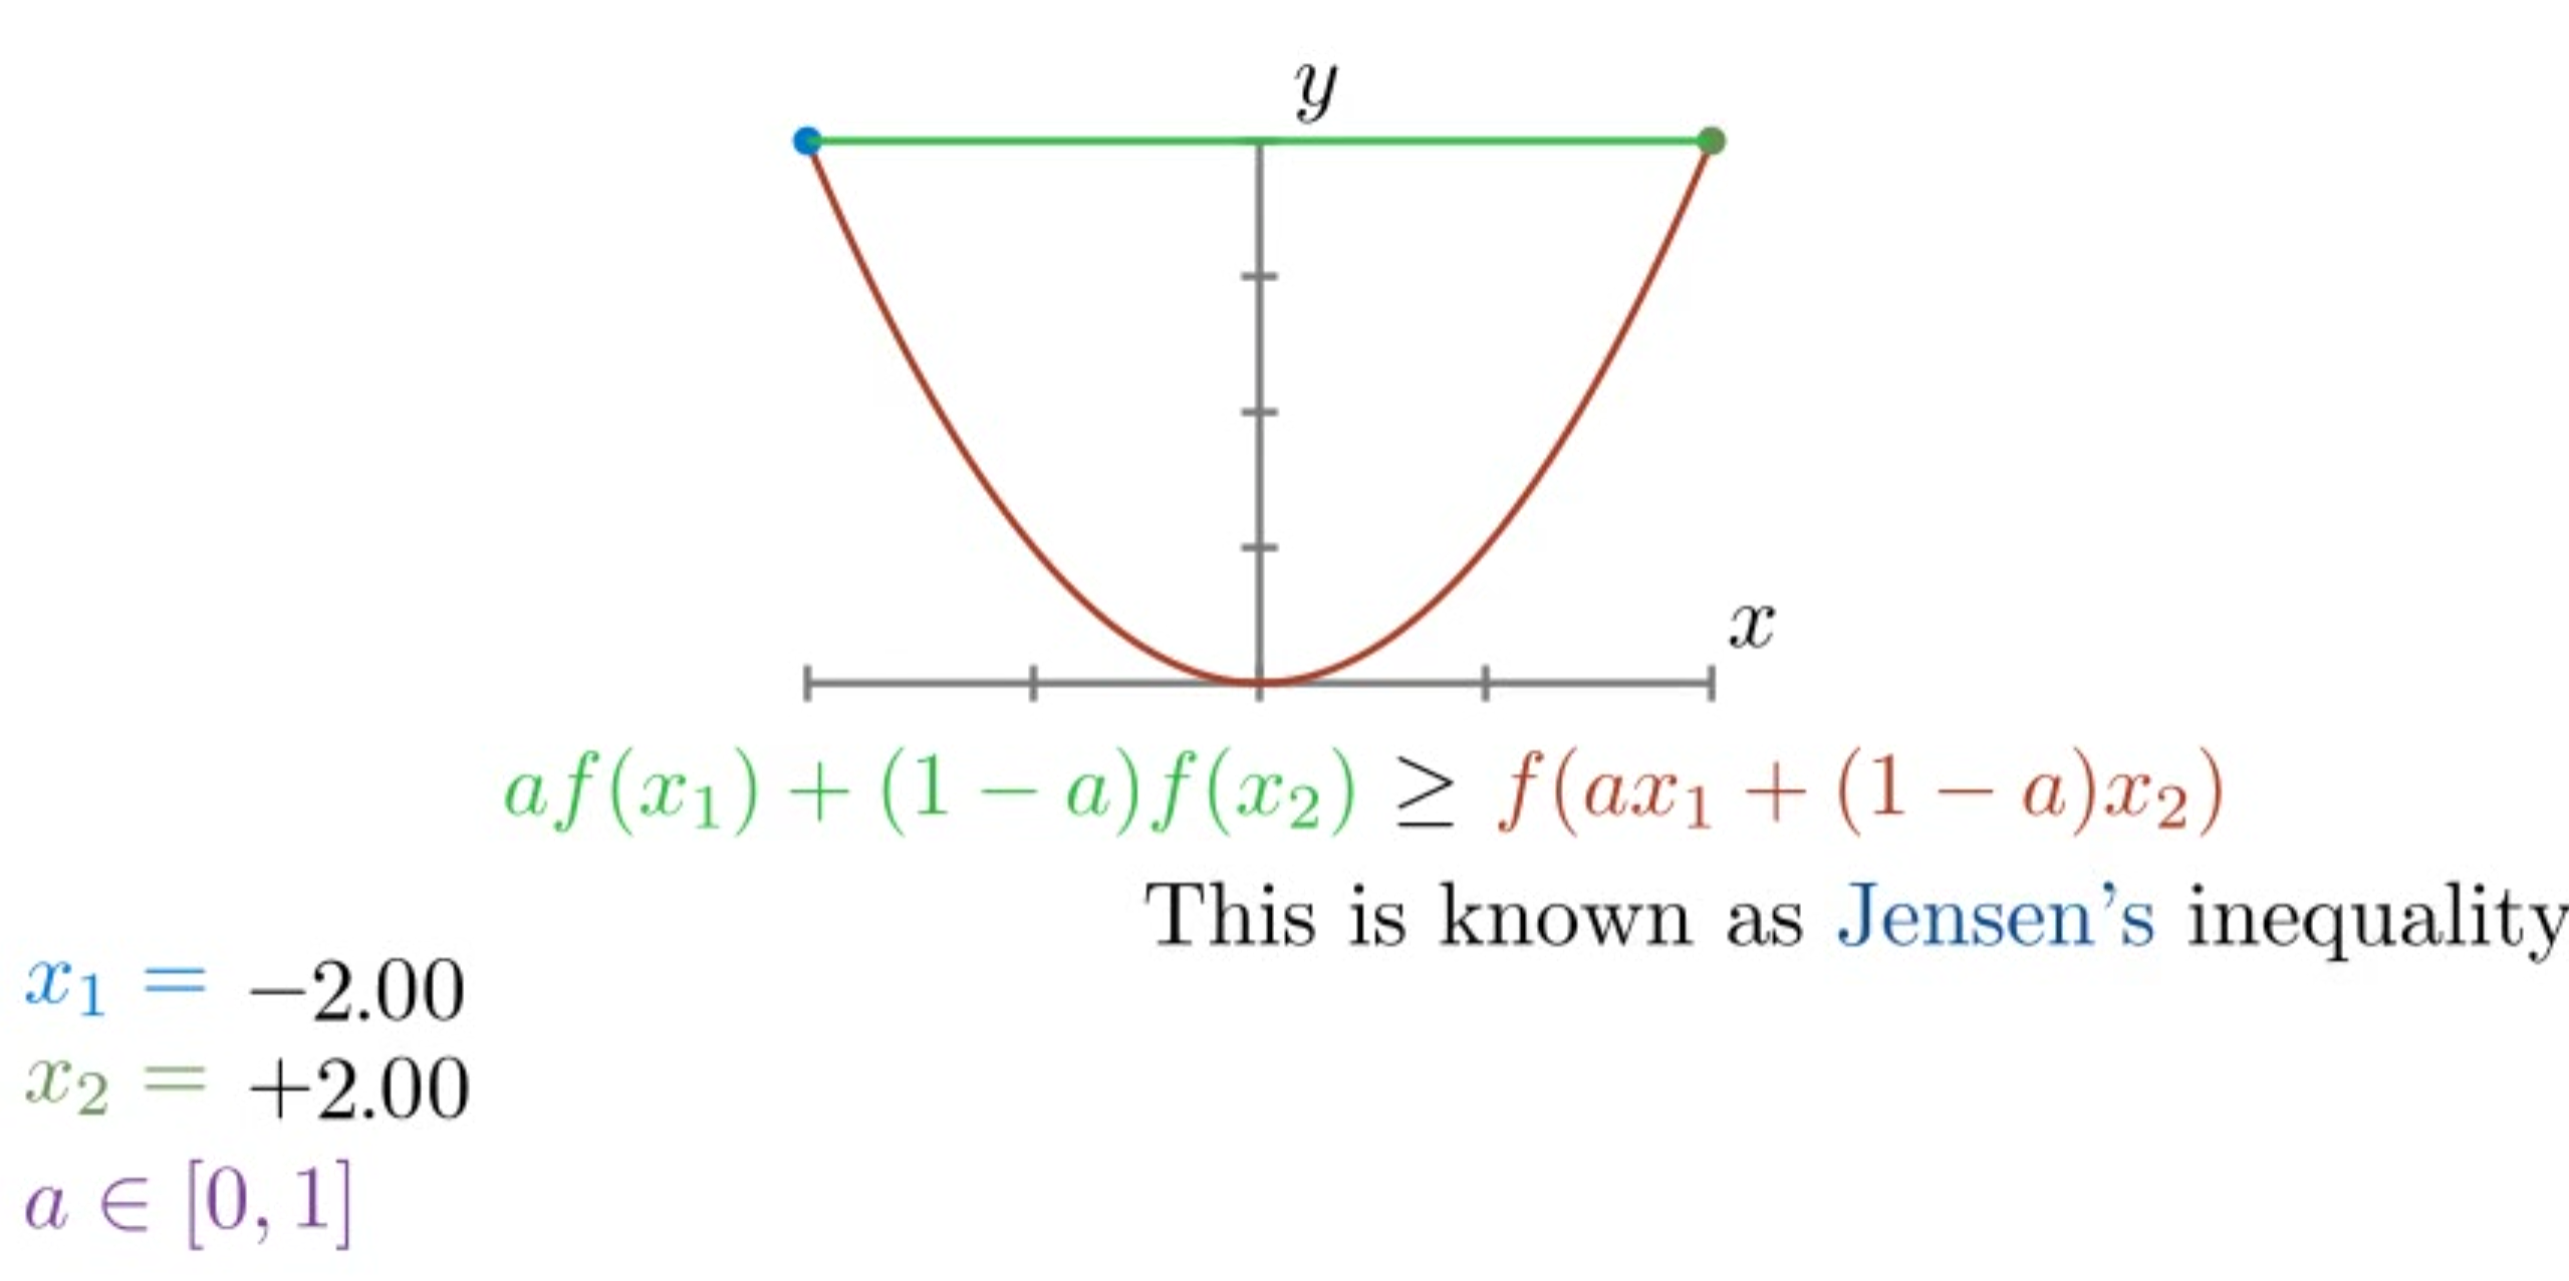 y
x
af(x₁) + (1 − a)f(x₂) ≥ f(ax₁ + (1 − a)x₂)
This is known as Jensen's inequality
x₁ = −2.00
x₂ = +2.00
a ∈ [0, 1]